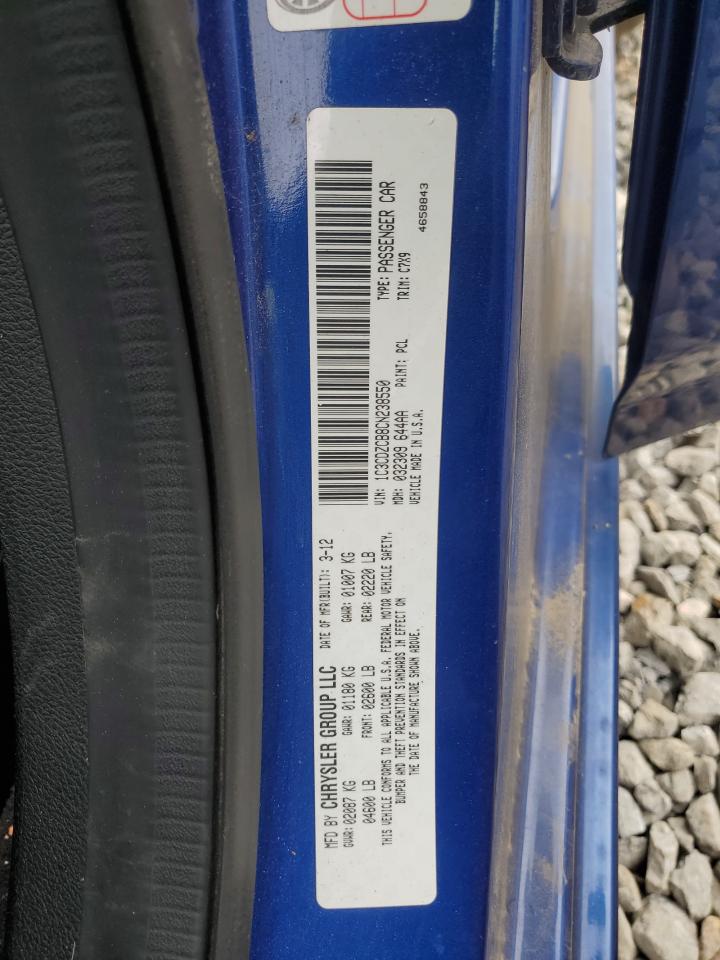 MFD BY CHRYSLER GROUP LLC DATE OF MFR(BUILT): 3-12
GVWR: 02087 KG GAWR: 01180 KG GAWR: 01007 KG
04600 LB FRONT: 02600 LB REAR: 02220 LB
THIS VEHICLE CONFORMS TO ALL APPLICABLE U.S.A. FEDERAL MOTOR VEHICLE SAFETY,
BUMPER AND THEFT PREVENTION STANDARDS IN EFFECT ON
THE DATE OF MANUFACTURE SHOWN ABOVE.
VIN: 1C3CDZCB8CN238550 TYPE: PASSENGER CAR
MDH: 032309 644AA PAINT: PCL TRIM: C7X9
VEHICLE MADE IN U.S.A. 4658843